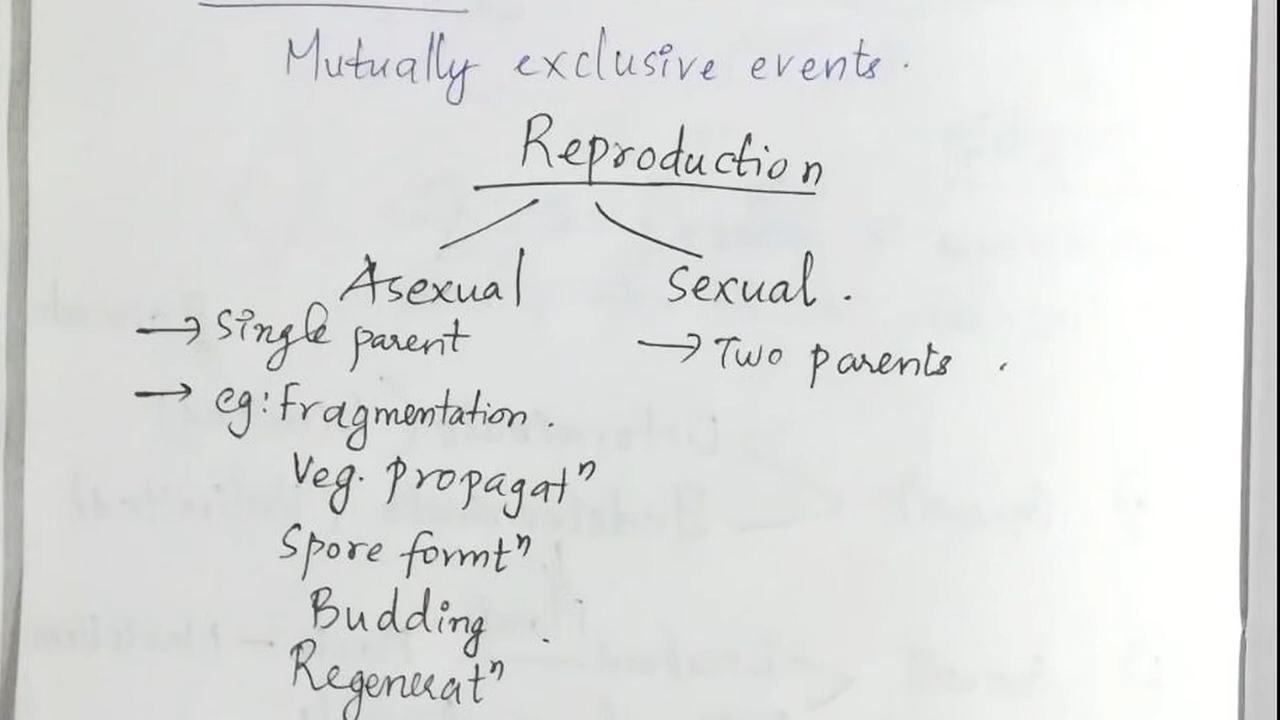 Mutually exclusive events.
Reproduction
Asexual Sexual.
→ Single parent → Two parents.
→ eg: Fragmentation.
Veg. propagatⁿ
Spore formtⁿ
Budding.
Regeneratⁿ